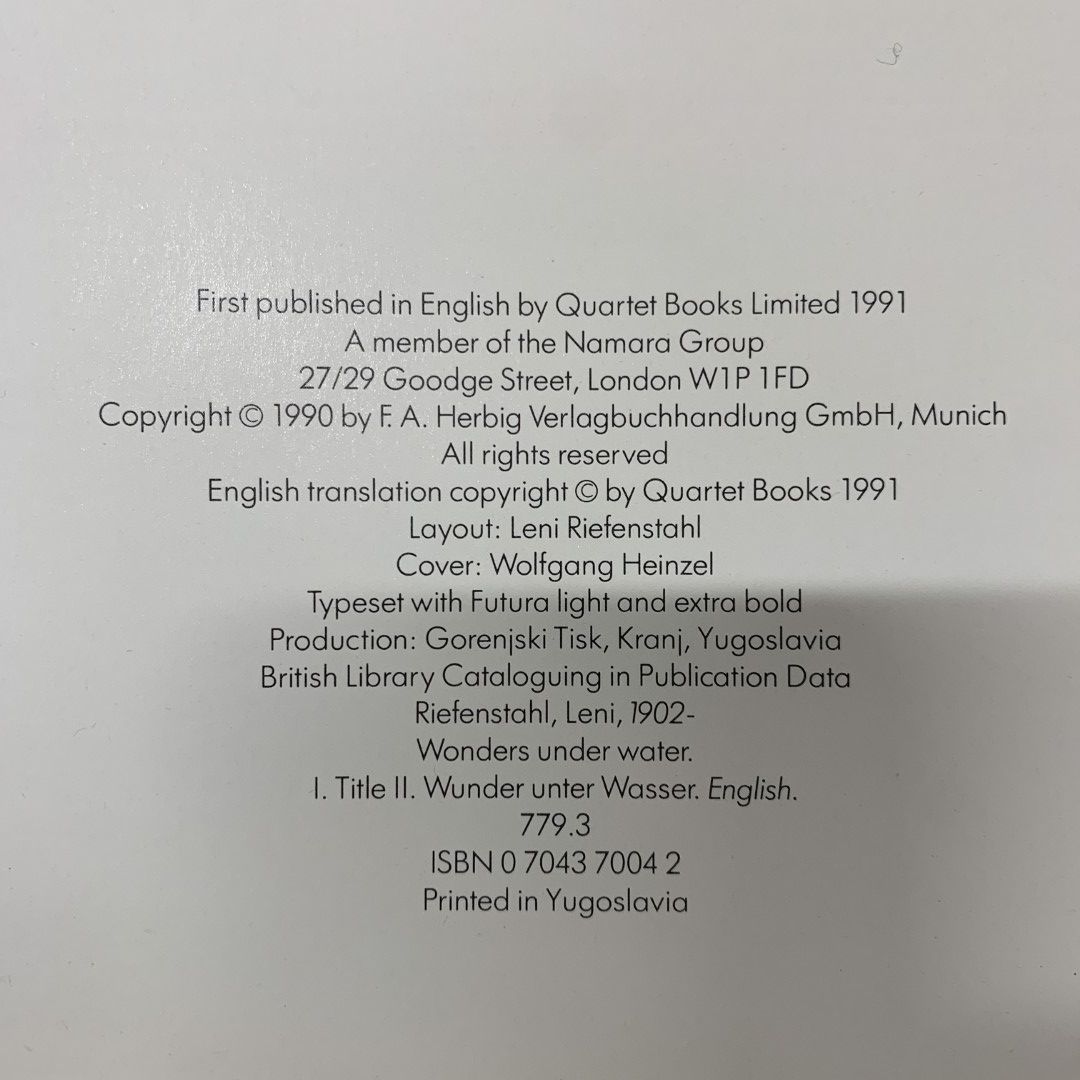 First published in English by Quartet Books Limited 1991
A member of the Namara Group
27/29 Goodge Street, London W1P 1FD
Copyright © 1990 by F. A. Herbig Verlagbuchhandlung GmbH, Munich
All rights reserved
English translation copyright © by Quartet Books 1991
Layout: Leni Riefenstahl
Cover: Wolfgang Heinzel
Typeset with Futura light and extra bold
Production: Gorenjski Tisk, Kranj, Yugoslavia
British Library Cataloguing in Publication Data
Riefenstahl, Leni, 1902-
Wonders under water.
I. Title II. Wunder unter Wasser. English.
779.3
ISBN 0 7043 7004 2
Printed in Yugoslavia